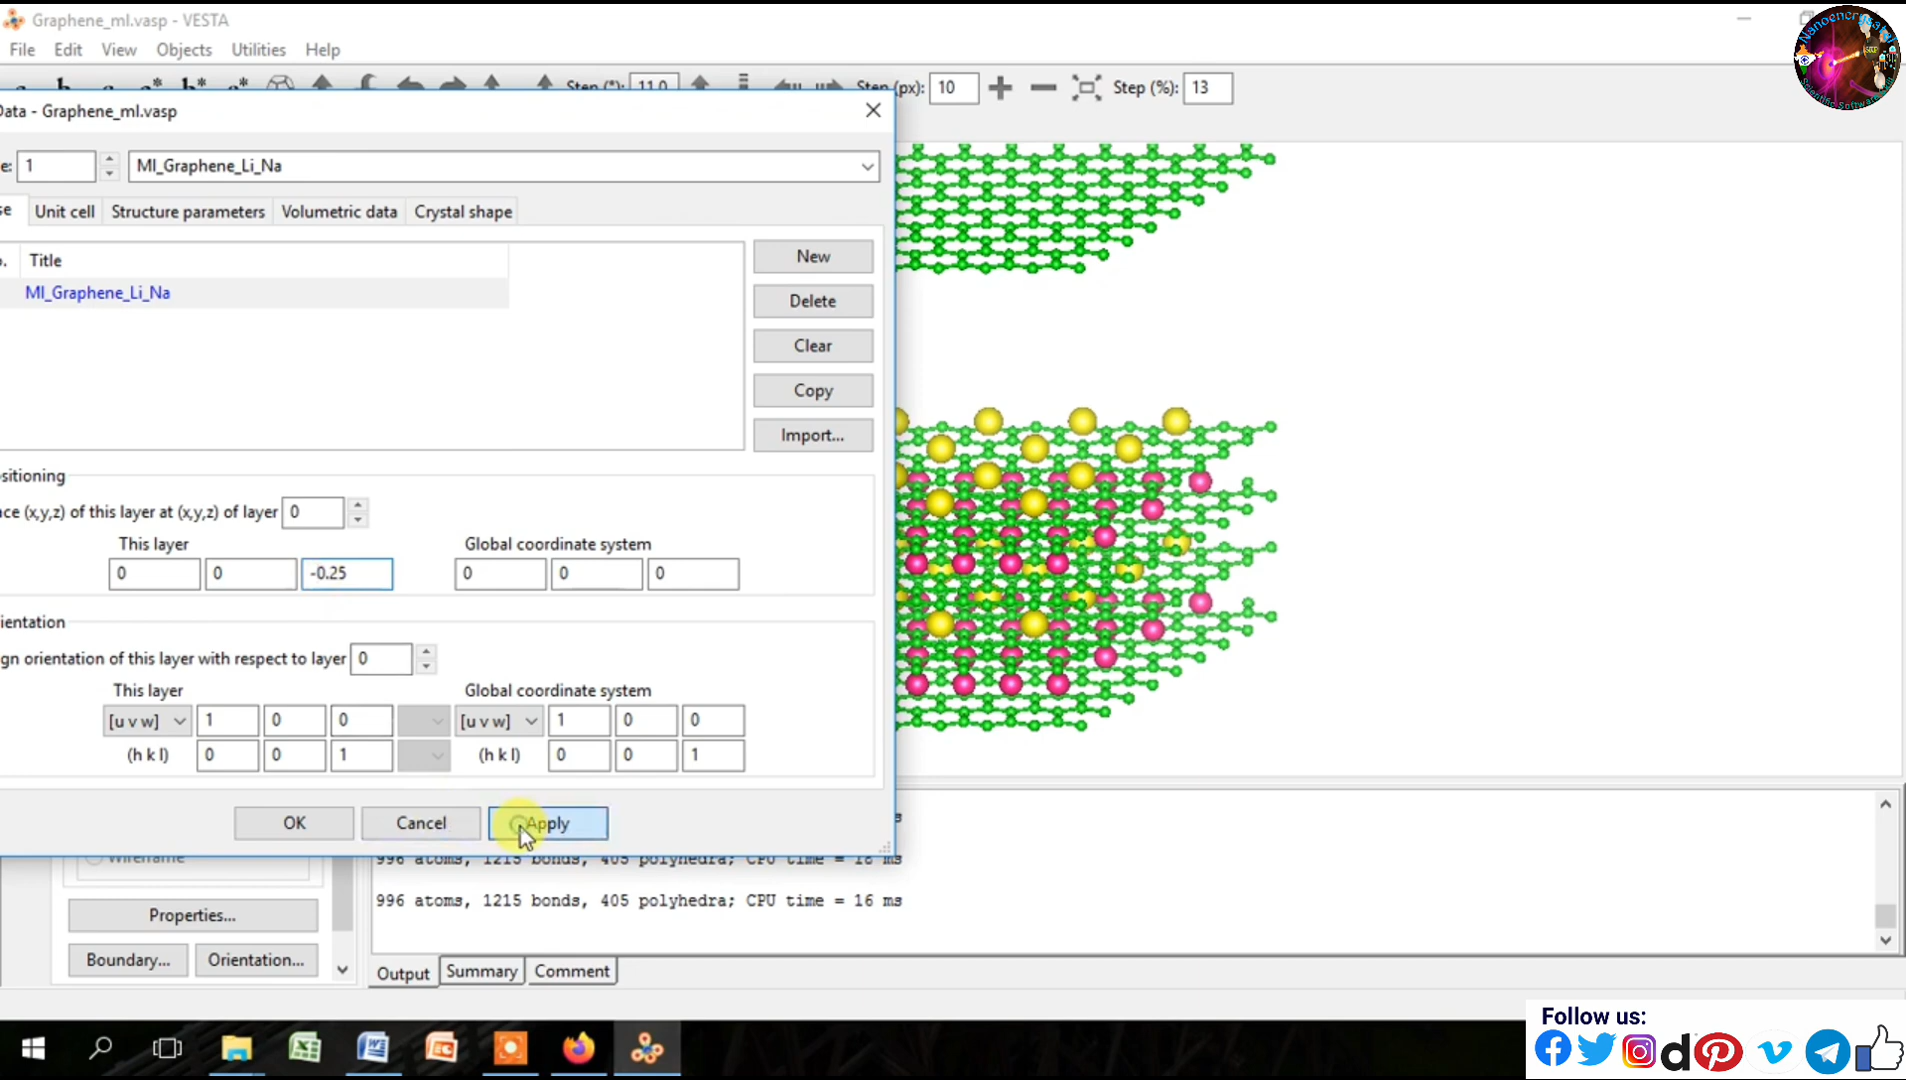 Graphene_ml.vasp - VESTA
File Edit View Objects Utilities Help
Step (px): 10 Step (%): 13
Data - Graphene_ml.vasp
1 Ml_Graphene_Li_Na
Unit cell Structure parameters Volumetric data Crystal shape
Title
Ml_Graphene_Li_Na
New
Delete
Clear
Copy
Import...
(x,y,z) of this layer at (x,y,z) of layer 0
This layer Global coordinate system
0 0 -0.25 0 0 0
orientation of this layer with respect to layer 0
This layer Global coordinate system
[u v w] 1 0 0 [u v w] 1 0 0
(h k l) 0 0 1 (h k l) 0 0 1
OK Cancel Apply
996 atoms, 1215 bonds, 405 polyhedra; CPU time = 16 ms
Properties...
Boundary... Orientation...
Output Summary Comment
Follow us: